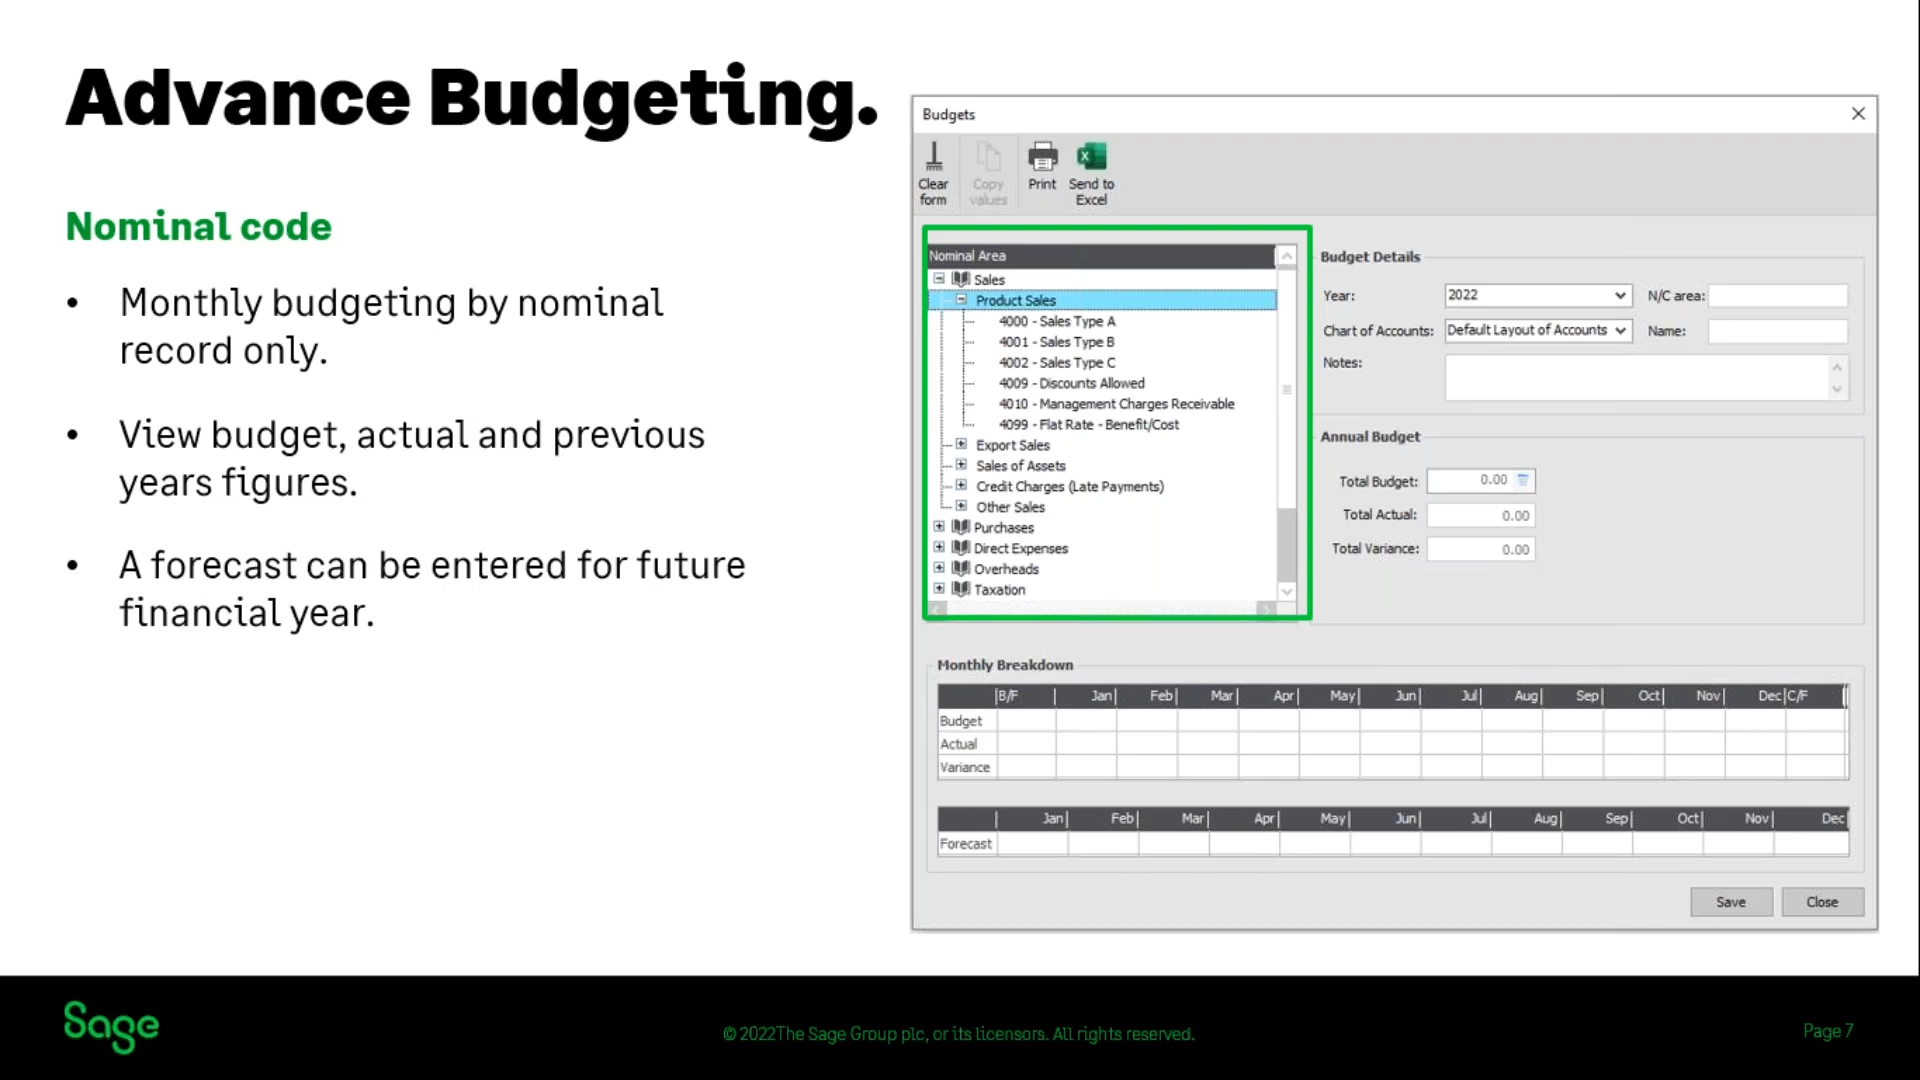 Advance Budgeting.
Nominal code
• Monthly budgeting by nominal
record only.
• View budget, actual and previous
years figures.
• A forecast can be entered for future
financial year.
Budgets
Clear form
Copy values
Print
Send to Excel
Nominal Area
Sales
Product Sales
4000 - Sales Type A
4001 - Sales Type B
4002 - Sales Type C
4009 - Discounts Allowed
4010 - Management Charges Receivable
4099 - Flat Rate - Benefit/Cost
Export Sales
Sales of Assets
Credit Charges (Late Payments)
Other Sales
Purchases
Direct Expenses
Overheads
Taxation
Budget Details
Year: 2022 N/C area:
Chart of Accounts: Default Layout of Accounts Name:
Notes:
Annual Budget
Total Budget: 0.00
Total Actual: 0.00
Total Variance: 0.00
Monthly Breakdown
B/F Jan Feb Mar Apr May Jun Jul Aug Sep Oct Nov Dec C/F
Budget
Actual
Variance
Jan Feb Mar Apr May Jun Jul Aug Sep Oct Nov Dec
Forecast
Save Close
Sage
© 2022The Sage Group plc, or its licensors. All rights reserved.
Page 7